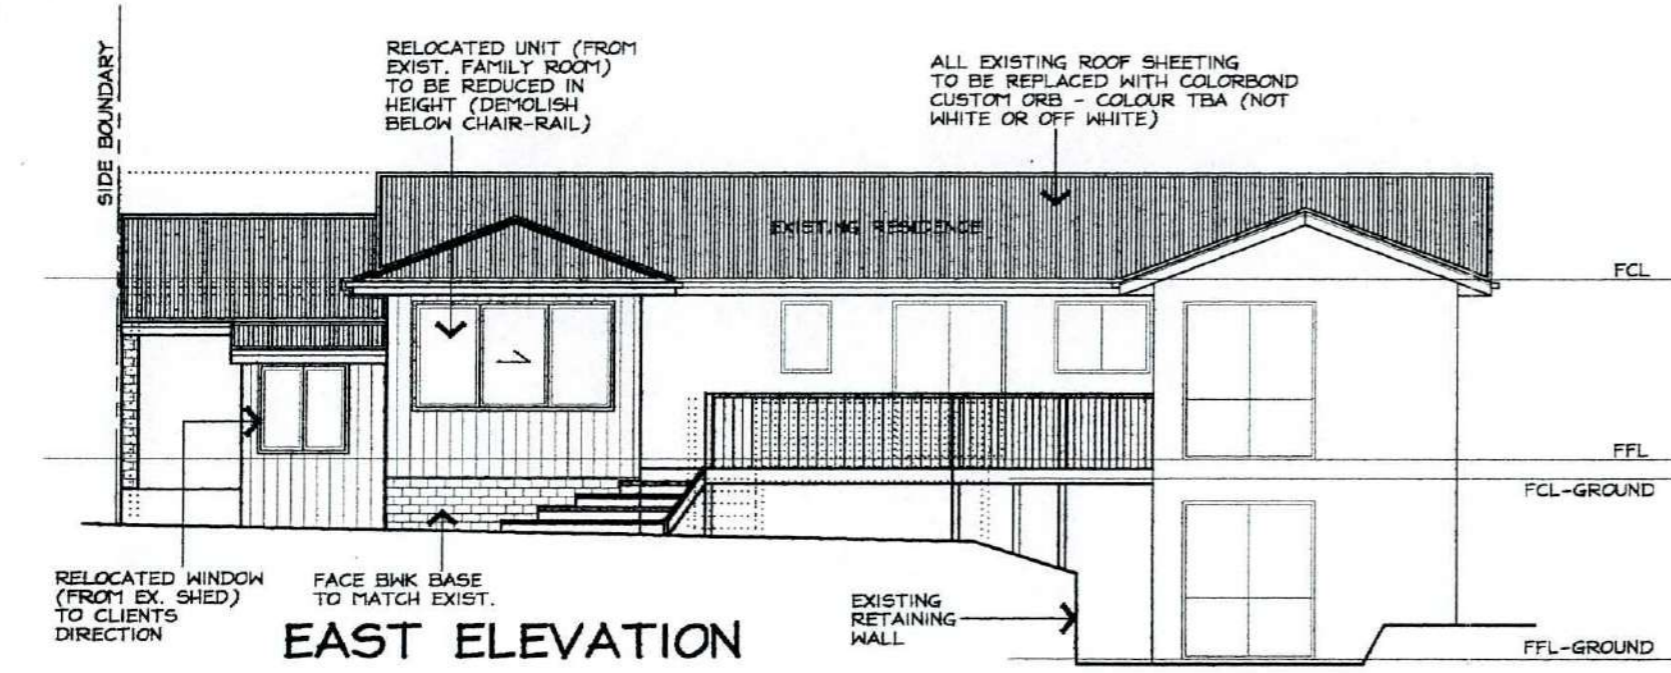 SIDE BOUNDARY
RELOCATED UNIT (FROM
EXIST. FAMILY ROOM)
TO BE REDUCED IN
HEIGHT (DEMOLISH
BELOW CHAIR-RAIL)
ALL EXISTING ROOF SHEETING
TO BE REPLACED WITH COLORBOND
CUSTOM ORB - COLOUR TBA (NOT
WHITE OR OFF WHITE)
EXISTING RESIDENCE
FCL
FFL
FCL-GROUND
RELOCATED WINDOW
(FROM EX. SHED)
TO CLIENTS
DIRECTION
FACE BWK BASE
TO MATCH EXIST.
EXISTING
RETAINING
WALL
EAST ELEVATION
FFL-GROUND